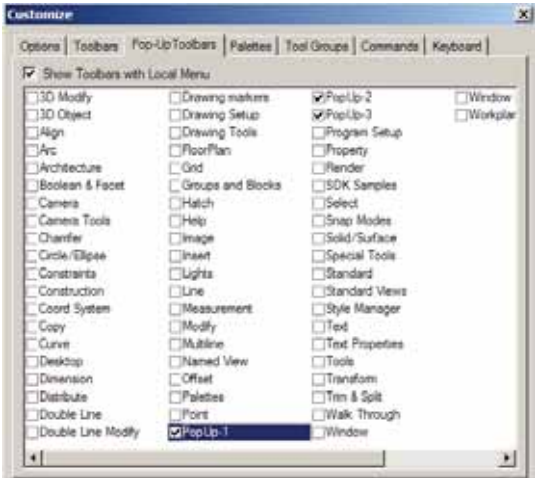 Customize
Options Toolbars Pop-Up Toolbars Palettes Tool Groups Commands Keyboard
Show Toolbars with Local Menu
3D Modify
3D Object
Align
Arc
Architecture
Boolean & Facet
Camera
Camera Tools
Chamfer
Circle/Ellipse
Constraints
Construction
Coord System
Copy
Curve
Desktop
Dimension
Distribute
Double Line
Double Line Modify
Drawing markers
Drawing Setup
Drawing Tools
FloorPlan
Grid
Groups and Blocks
Hatch
Help
Image
Insert
Lights
Line
Measurement
Modify
Multiline
Named View
Offset
Palettes
Point
PopUp-1
PopUp-2
PopUp-3
Program Setup
Property
Render
SDK Samples
Select
Snap Modes
Solid/Surface
Special Tools
Standard
Standard Views
Style Manager
Text
Text Properties
Tools
Transform
Trim & Split
Walk Through
Window
Window
Workplan